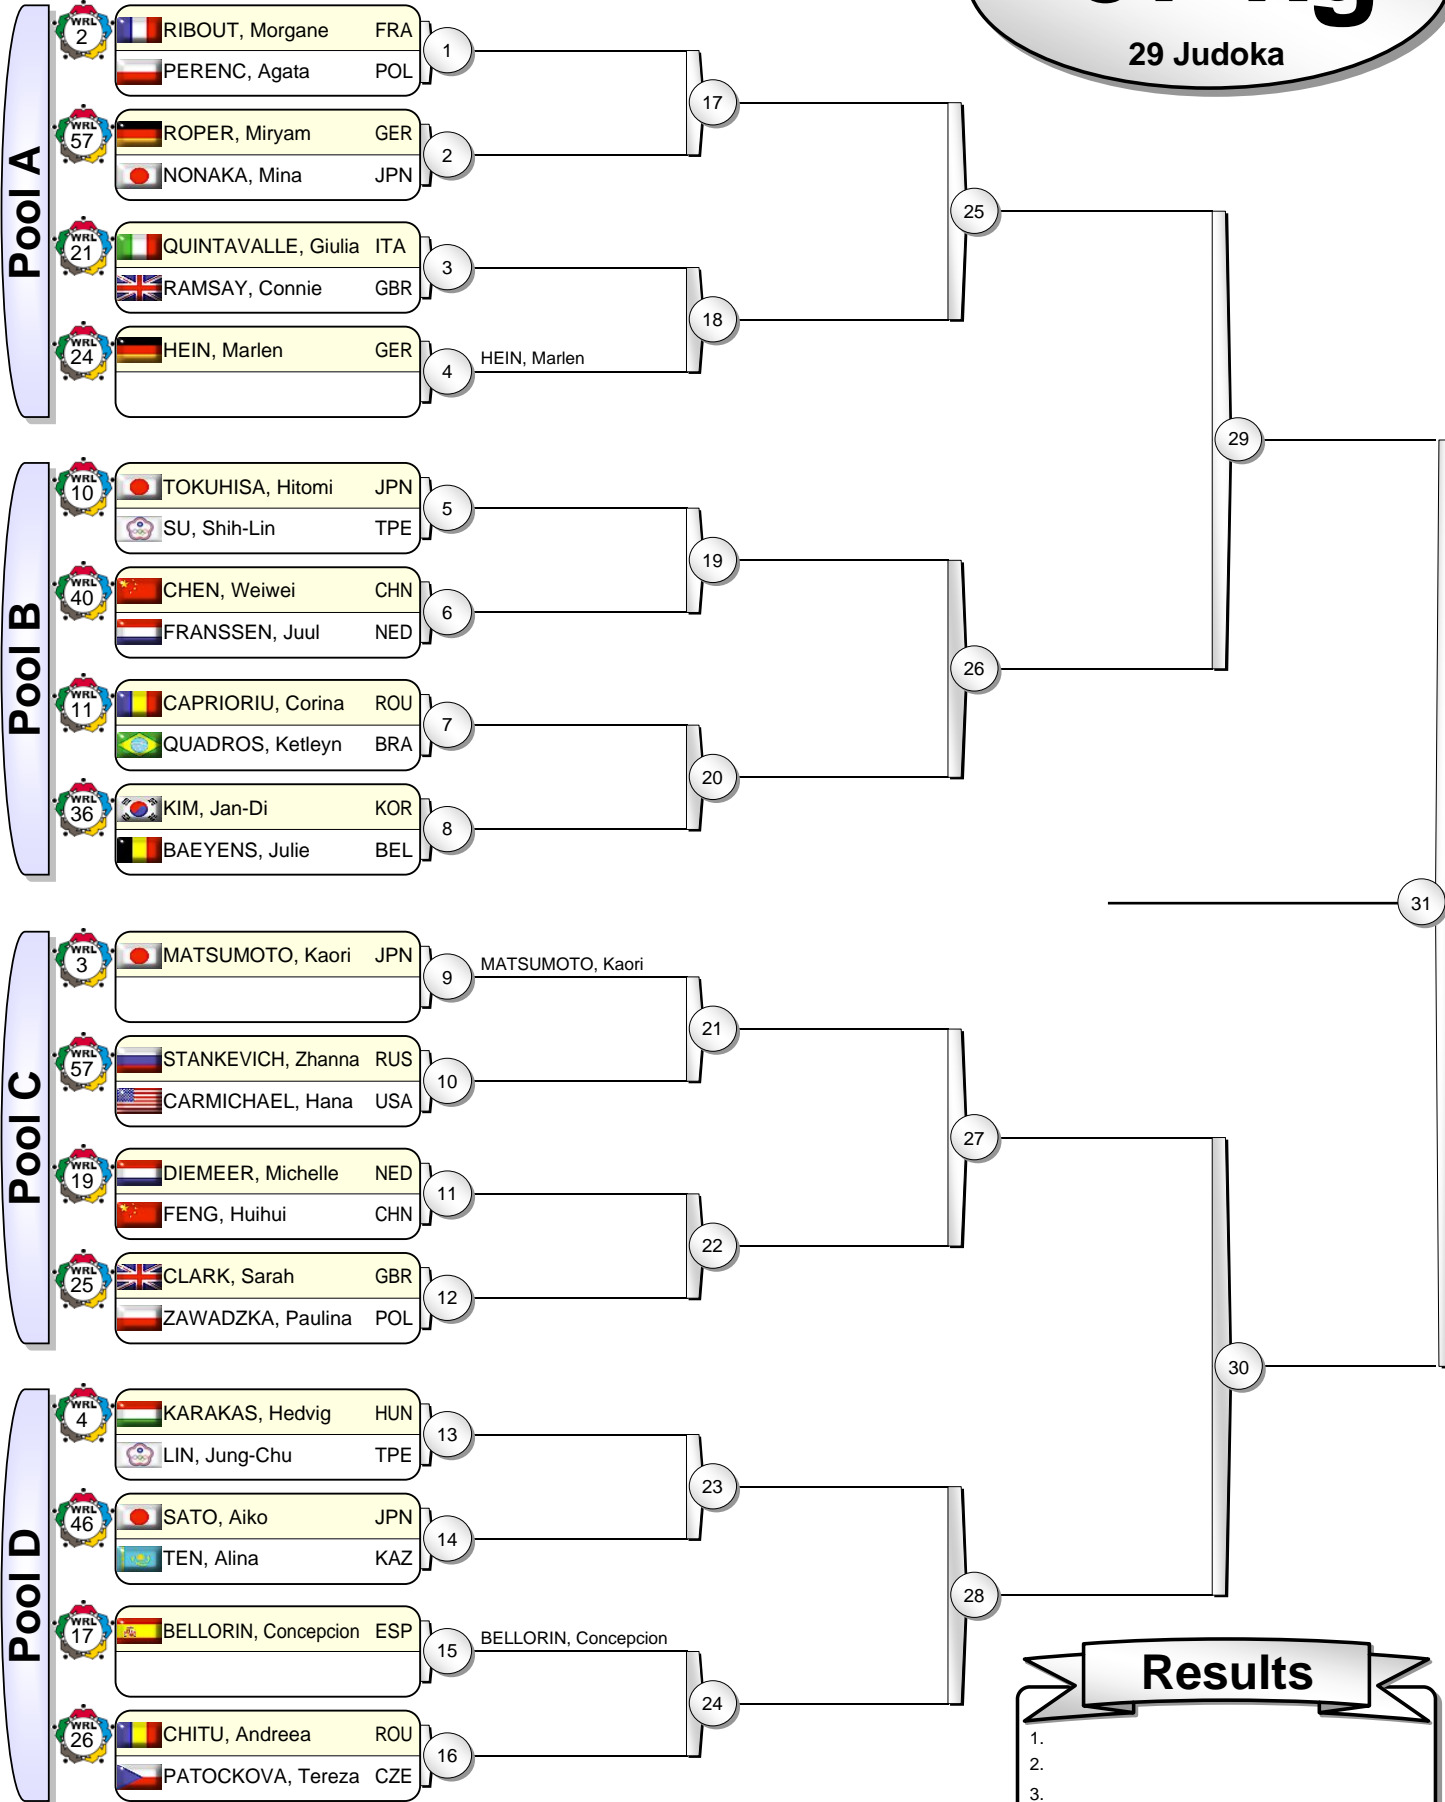 29 Judoka
Pool A
WRL 2
RIBOUT, Morgane FRA
PERENC, Agata POL
1
WRL 57
ROPER, Miryam GER
NONAKA, Mina JPN
2
17
WRL 21
QUINTAVALLE, Giulia ITA
RAMSAY, Connie GBR
3
WRL 24
HEIN, Marlen GER
4
HEIN, Marlen
18
25
Pool B
WRL 10
TOKUHISA, Hitomi JPN
SU, Shih-Lin TPE
5
WRL 40
CHEN, Weiwei CHN
FRANSSEN, Juul NED
6
19
WRL 11
CAPRIORIU, Corina ROU
QUADROS, Ketleyn BRA
7
WRL 36
KIM, Jan-Di KOR
BAEYENS, Julie BEL
8
20
26
29
31
Pool C
WRL 3
MATSUMOTO, Kaori JPN
9
MATSUMOTO, Kaori
WRL 57
STANKEVICH, Zhanna RUS
CARMICHAEL, Hana USA
10
21
WRL 19
DIEMEER, Michelle NED
FENG, Huihui CHN
11
WRL 25
CLARK, Sarah GBR
ZAWADZKA, Paulina POL
12
22
27
Pool D
WRL 4
KARAKAS, Hedvig HUN
LIN, Jung-Chu TPE
13
WRL 46
SATO, Aiko JPN
TEN, Alina KAZ
14
23
WRL 17
BELLORIN, Concepcion ESP
15
BELLORIN, Concepcion
WRL 26
CHITU, Andreea ROU
PATOCKOVA, Tereza CZE
16
24
28
30
Results
1.
2.
3.